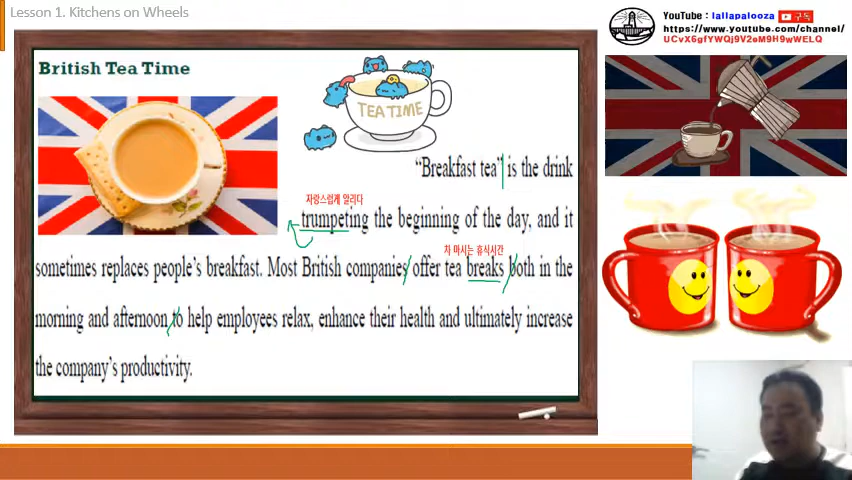 Lesson 1. Kitchens on Wheels
YouTube : lallapalooza 구독
https://www.youtube.com/channel/
UCvX6gfYWQj9V2eM9H9wWELQ
British Tea Time
TEA TIME
“Breakfast tea” is the drink
자랑스럽게 알리다
trumpeting the beginning of the day, and it
차 마시는 휴식시간
sometimes replaces people’s breakfast. Most British companies offer tea breaks both in the
morning and afternoon to help employees relax, enhance their health and ultimately increase
the company’s productivity.